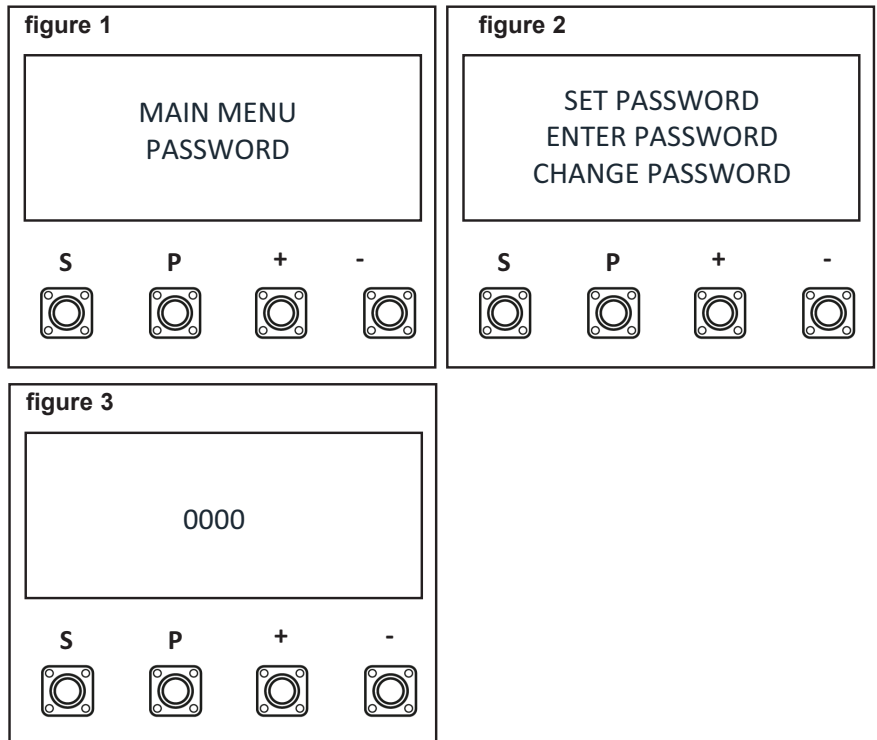 figure 1
MAIN MENU
PASSWORD
S P + -
figure 2
SET PASSWORD
ENTER PASSWORD
CHANGE PASSWORD
S P + -
figure 3
0000
S P + -